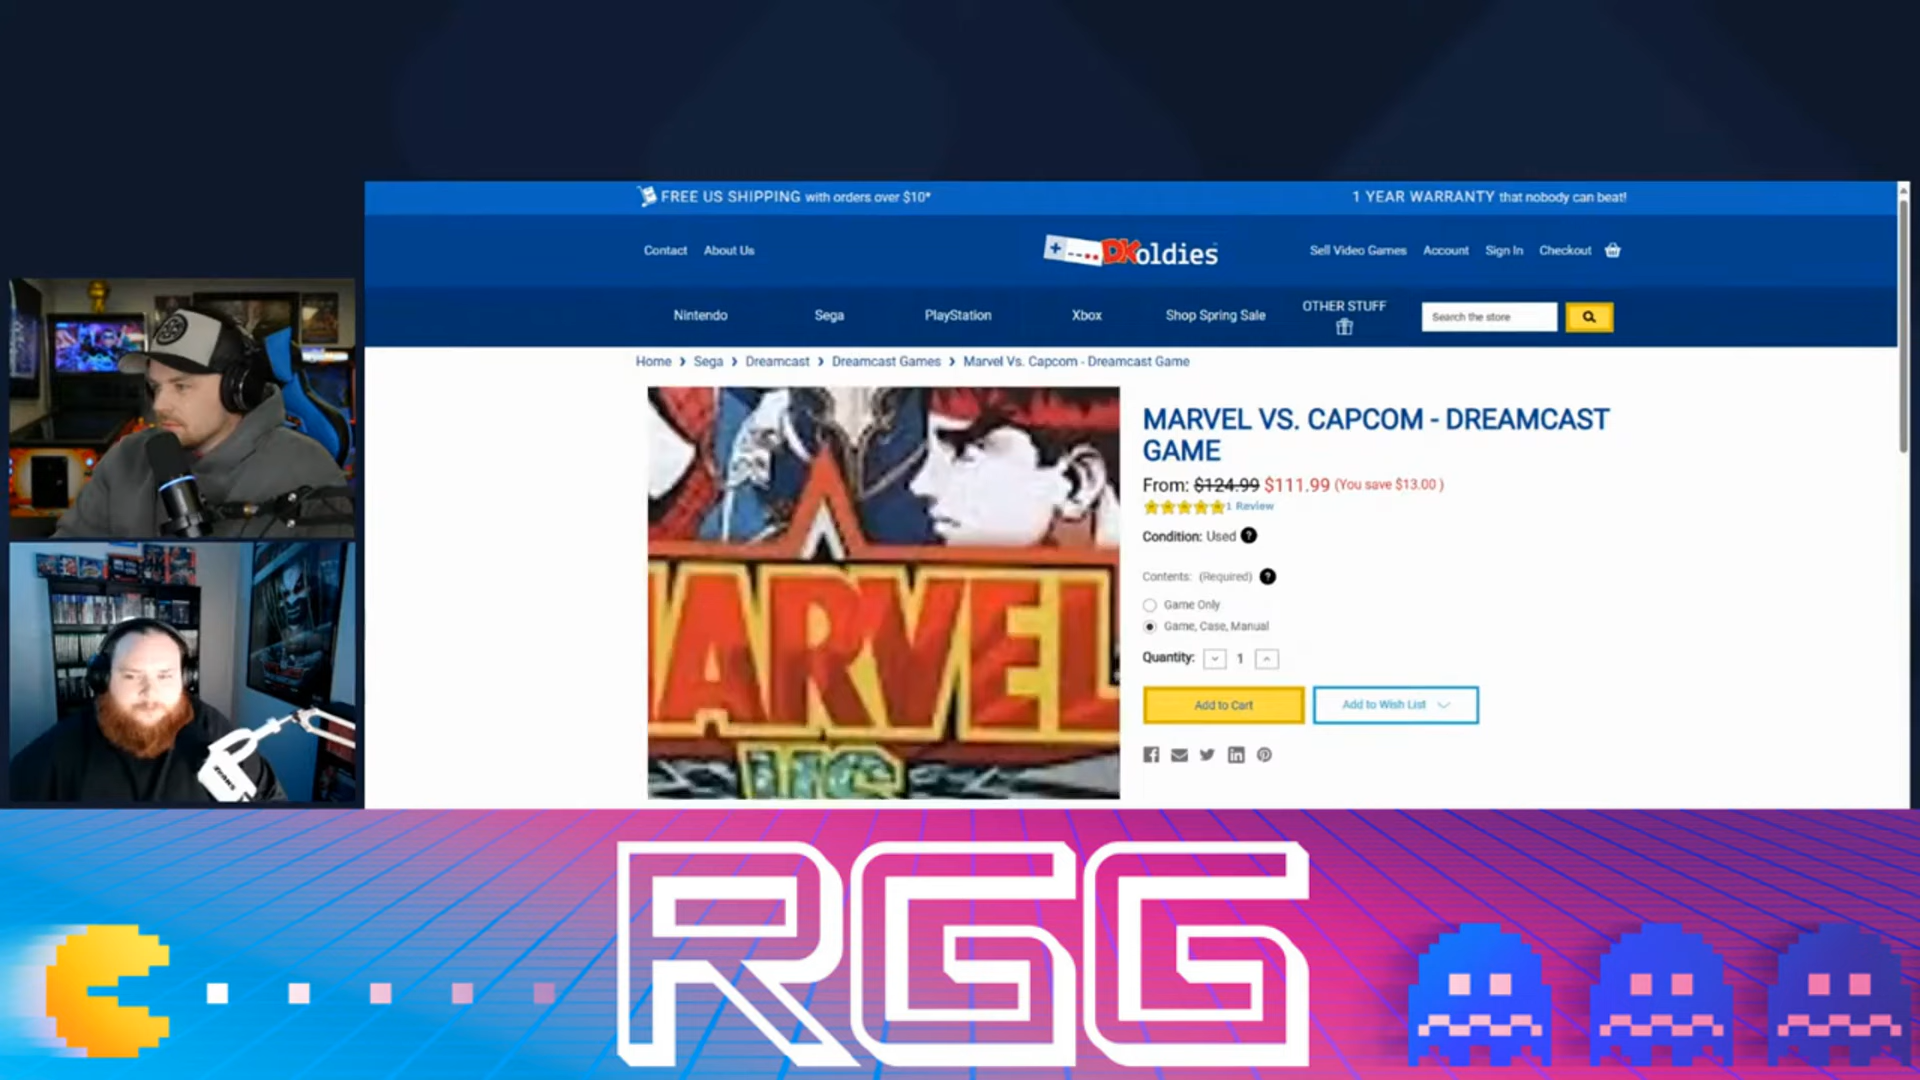 FREE US SHIPPING with orders over $10*
1 YEAR WARRANTY that nobody can beat!
Contact
About Us
DKoldies
Sell Video Games
Account
Sign In
Checkout
Nintendo
Sega
PlayStation
Xbox
Shop Spring Sale
OTHER STUFF
Search the store
Home > Sega > Dreamcast > Dreamcast Games > Marvel Vs. Capcom - Dreamcast Game
MARVEL VS. CAPCOM - DREAMCAST
GAME
From: $124.99 $111.99 (You save $13.00 )
1 Review
Condition: Used ?
Contents: (Required) ?
Game Only
Game, Case, Manual
Quantity: 1
Add to Cart
Add to Wish List
ARVEL
VS
RGG